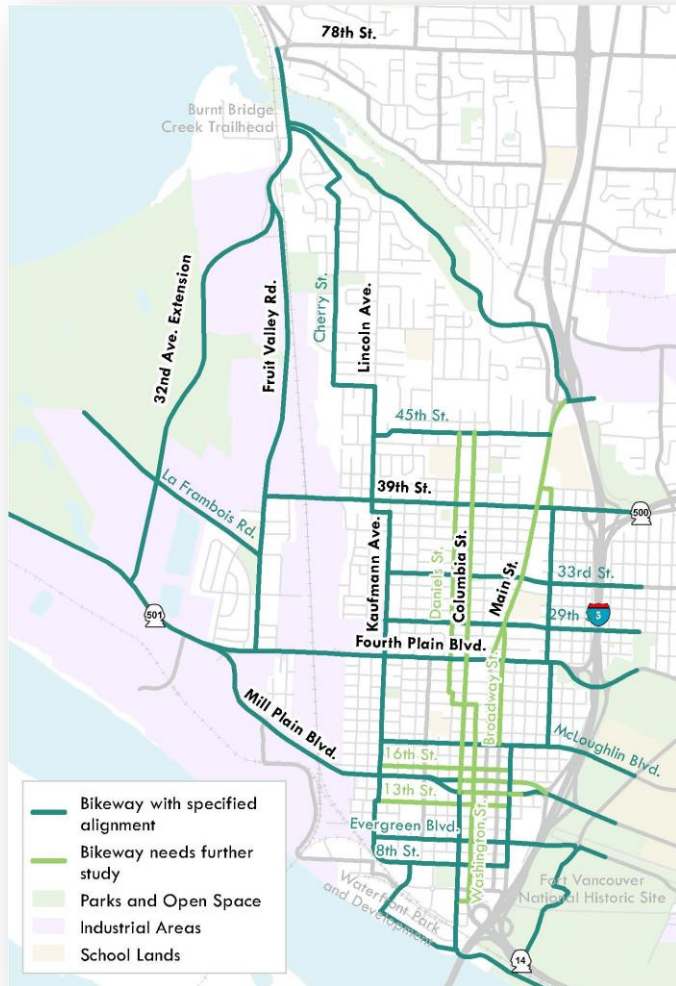 78th St.
Burnt Bridge
Creek Trailhead
32nd Ave. Extension
Fruit Valley Rd.
Cherry St.
Lincoln Ave.
45th St.
La Frambois Rd.
39th St.
500
Kaufmann Ave.
Daniels St.
Columbia St.
Main St.
33rd St.
501
29th
5
Fourth Plain Blvd.
Broadway St.
Mill Plain Blvd.
McLoughlin Blvd.
16th St.
13th St.
Evergreen Blvd.
8th St.
Washington St.
Fort Vancouver
National Historic Site
Waterfront Park
and Development
14
Bikeway with specified
alignment
Bikeway needs further
study
Parks and Open Space
Industrial Areas
School Lands